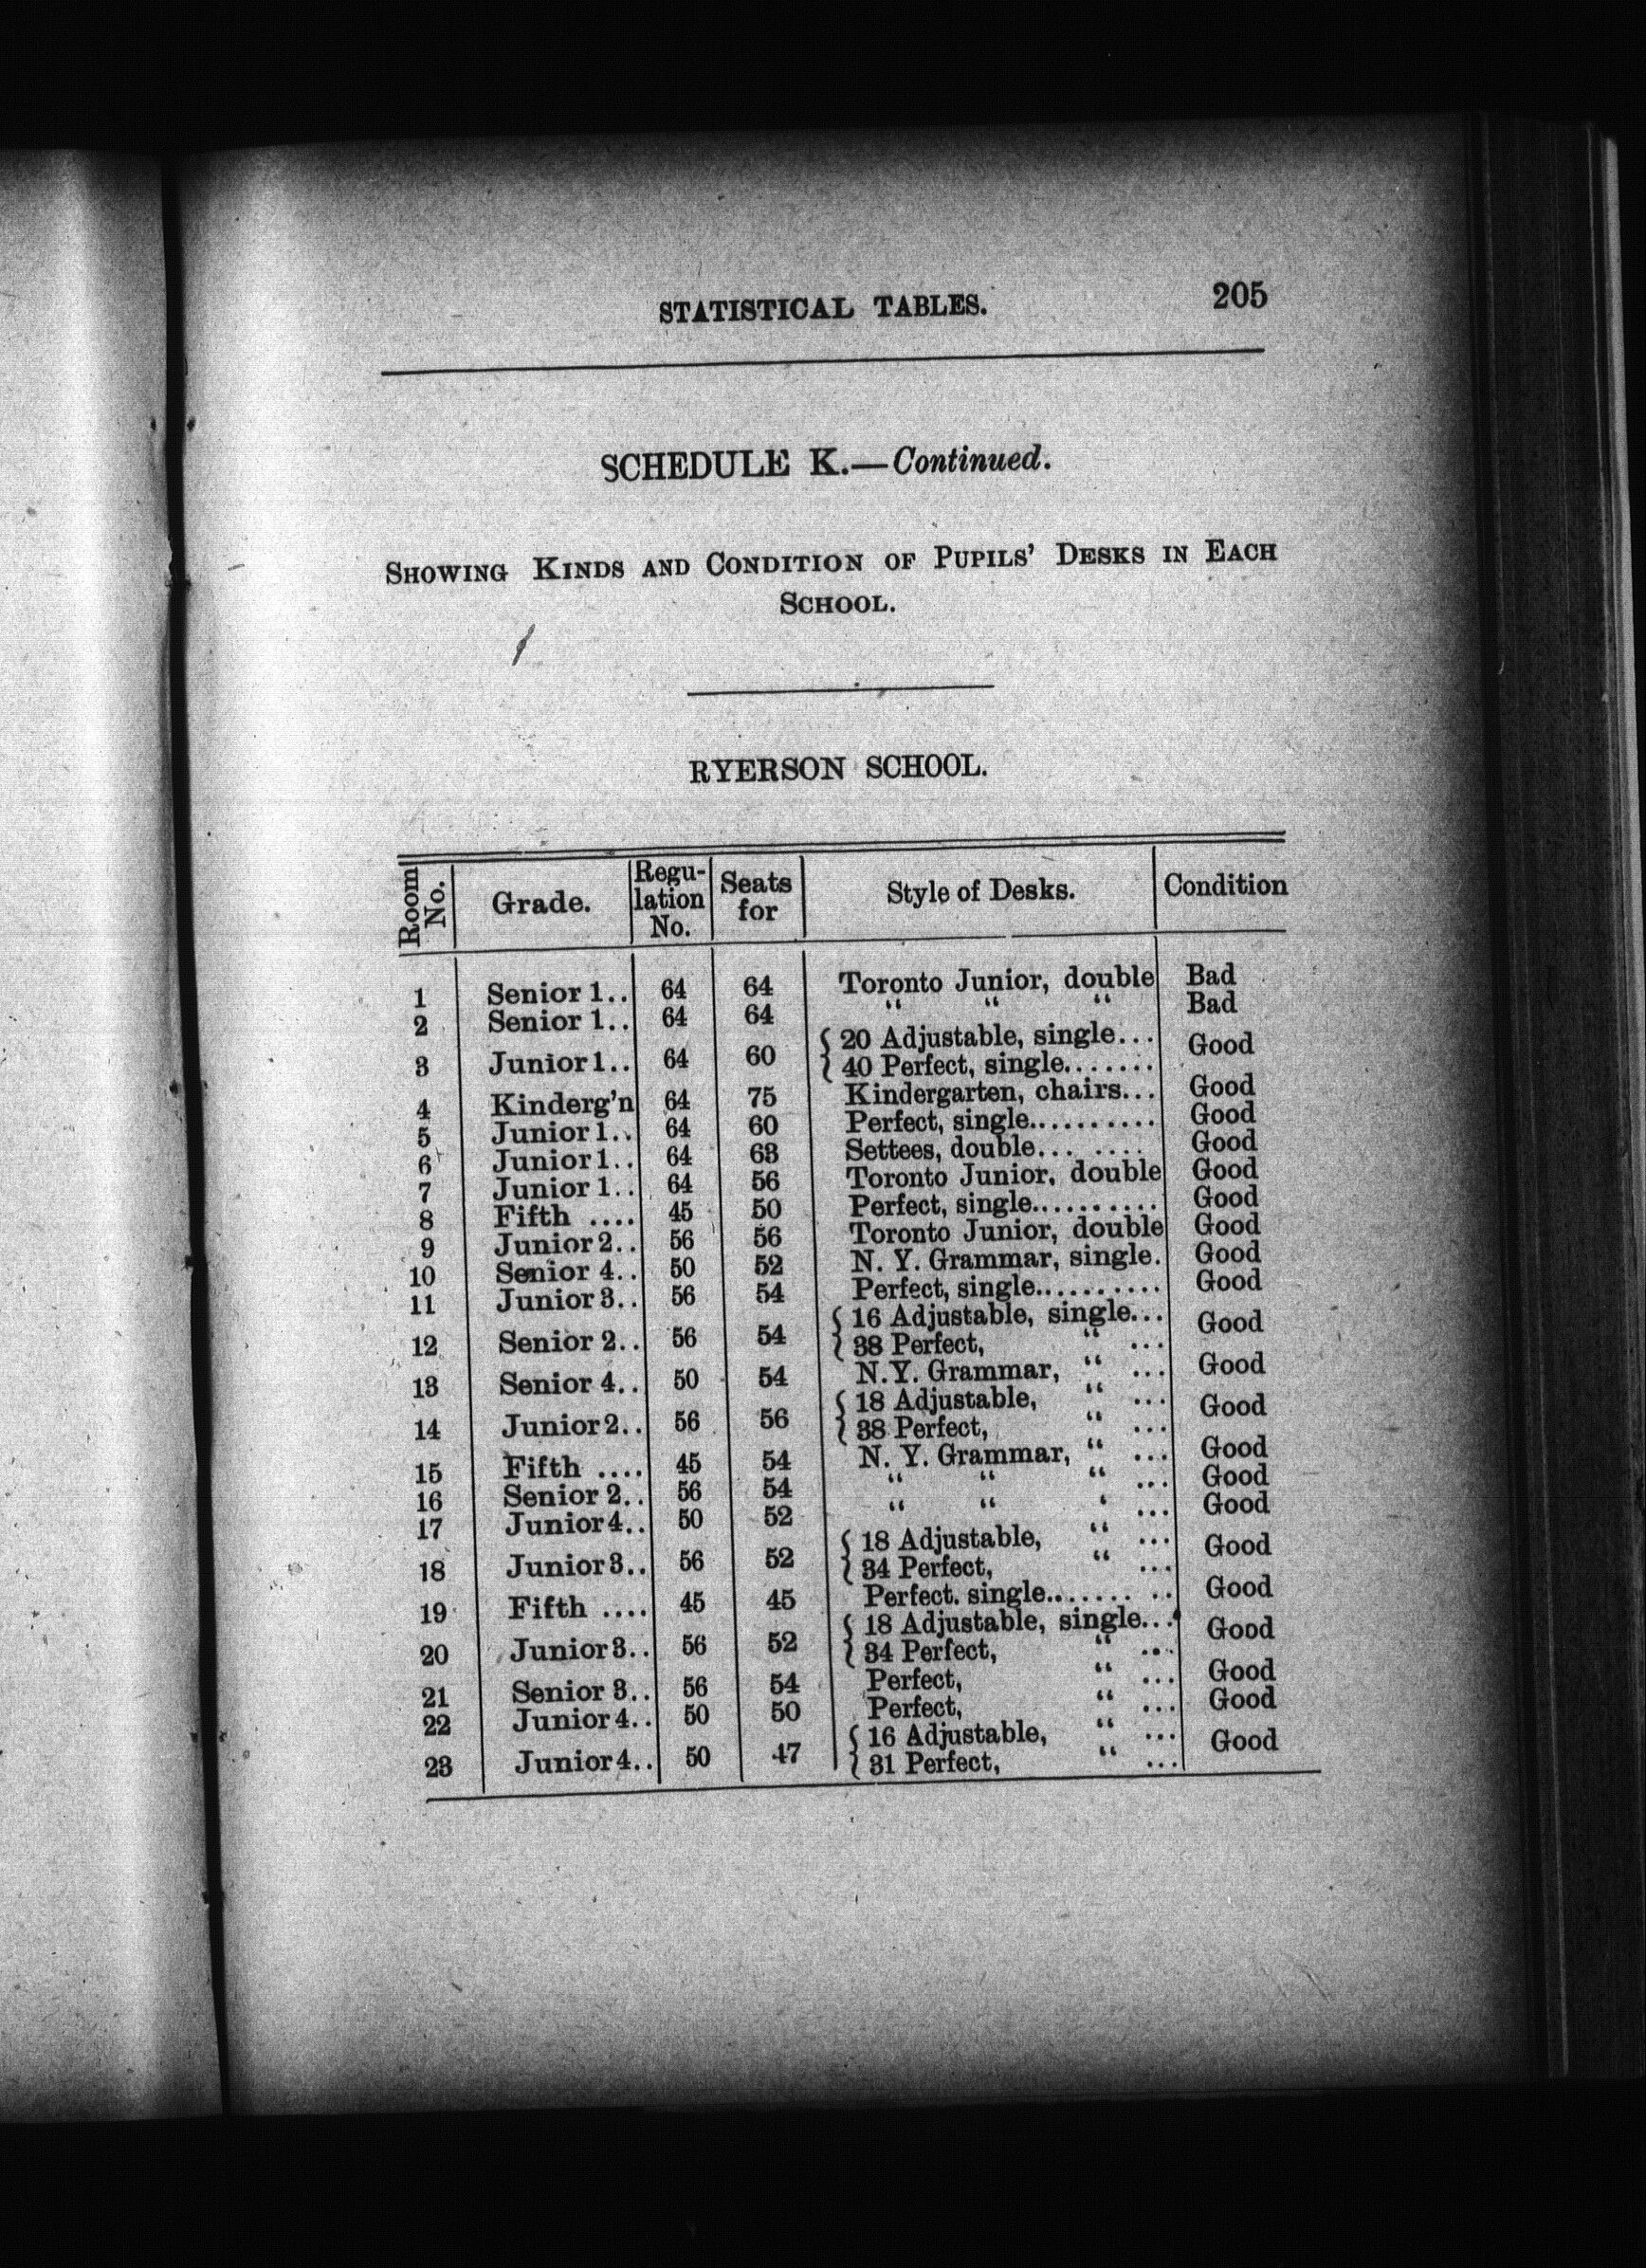 STATISTICAL TABLES. 205
SCHEDULE K.—Continued.
SHOWING KINDS AND CONDITION OF PUPILS' DESKS IN EACH
SCHOOL.
RYERSON SCHOOL.
Room No. Grade. Regulation No. Seats for Style of Desks. Condition
1 Senior 1.. 64 64 Toronto Junior, double Bad
2 Senior 1.. 64 64 “ “ “ Bad
3 Junior 1.. 64 60 { 20 Adjustable, single... Good
{ 40 Perfect, single.......
4 Kinderg'n 64 75 Kindergarten, chairs... Good
5 Junior 1.. 64 60 Perfect, single.......... Good
6 Junior 1.. 64 63 Settees, double... .... Good
7 Junior 1.. 64 56 Toronto Junior, double Good
8 Fifth .... 45 50 Perfect, single.......... Good
9 Junior 2.. 56 56 Toronto Junior, double Good
10 Senior 4.. 50 52 N. Y. Grammar, single. Good
11 Junior 3.. 56 54 Perfect, single.......... Good
12 Senior 2.. 56 54 { 16 Adjustable, single... Good
{ 38 Perfect, “ ...
13 Senior 4.. 50 54 N.Y. Grammar, “ ... Good
14 Junior 2.. 56 56 { 18 Adjustable, “ ... Good
{ 38 Perfect, “ ...
15 Fifth .... 45 54 N. Y. Grammar, “ ... Good
16 Senior 2.. 56 54 “ “ “ ... Good
17 Junior 4.. 50 52 “ “ ‘ ... Good
18 Junior 3.. 56 52 { 18 Adjustable, “ ... Good
{ 34 Perfect, “ ...
19 Fifth .... 45 45 Perfect. single....... .. Good
20 Junior 3.. 56 52 { 18 Adjustable, single... Good
{ 34 Perfect, “ ...
21 Senior 3.. 56 54 Perfect, “ ... Good
22 Junior 4.. 50 50 Perfect, “ ... Good
23 Junior 4.. 50 47 { 16 Adjustable, “ ... Good
{ 31 Perfect, “ ...